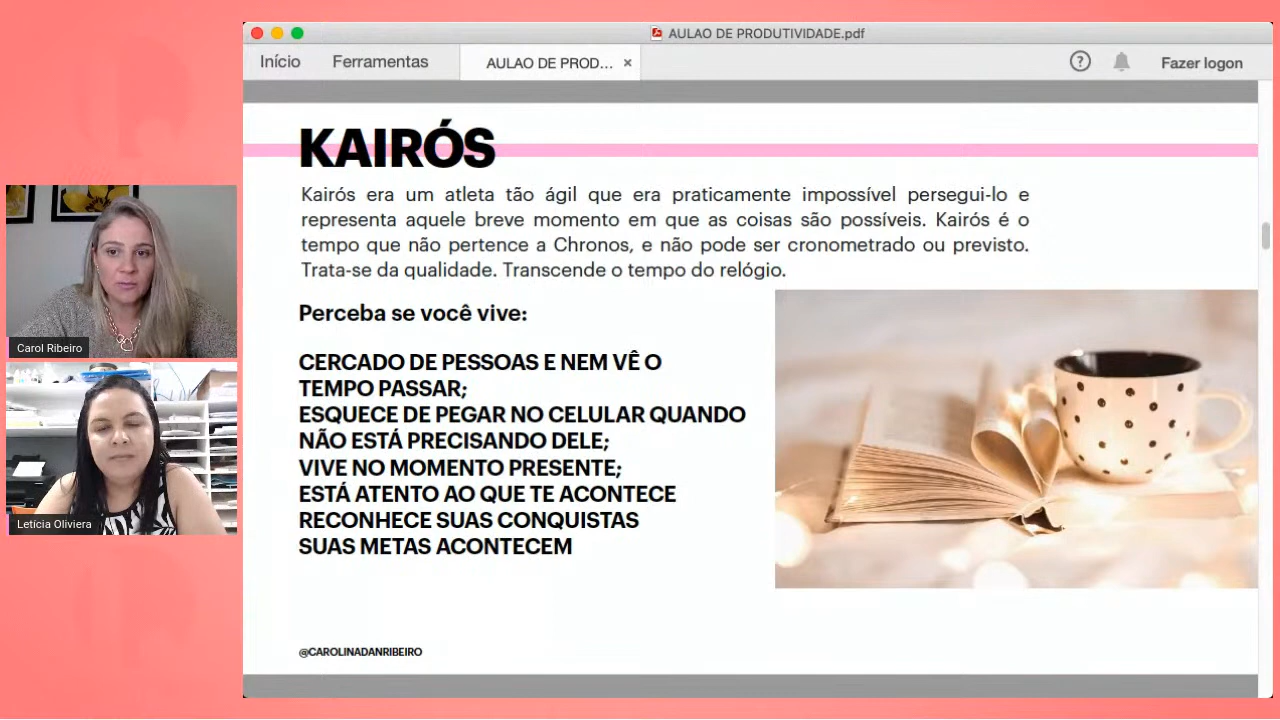 AULAO DE PRODUTIVIDADE.pdf
Início Ferramentas AULAO DE PROD... × ? Fazer logon
KAIRÓS
Kairós era um atleta tão ágil que era praticamente impossível persegui-lo e
representa aquele breve momento em que as coisas são possíveis. Kairós é o
tempo que não pertence a Chronos, e não pode ser cronometrado ou previsto.
Trata-se da qualidade. Transcende o tempo do relógio.
Perceba se você vive:
CERCADO DE PESSOAS E NEM VÊ O
TEMPO PASSAR;
ESQUECE DE PEGAR NO CELULAR QUANDO
NÃO ESTÁ PRECISANDO DELE;
VIVE NO MOMENTO PRESENTE;
ESTÁ ATENTO AO QUE TE ACONTECE
RECONHECE SUAS CONQUISTAS
SUAS METAS ACONTECEM
@CAROLINADANRIBEIRO
Carol Ribeiro
Letícia Oliviera